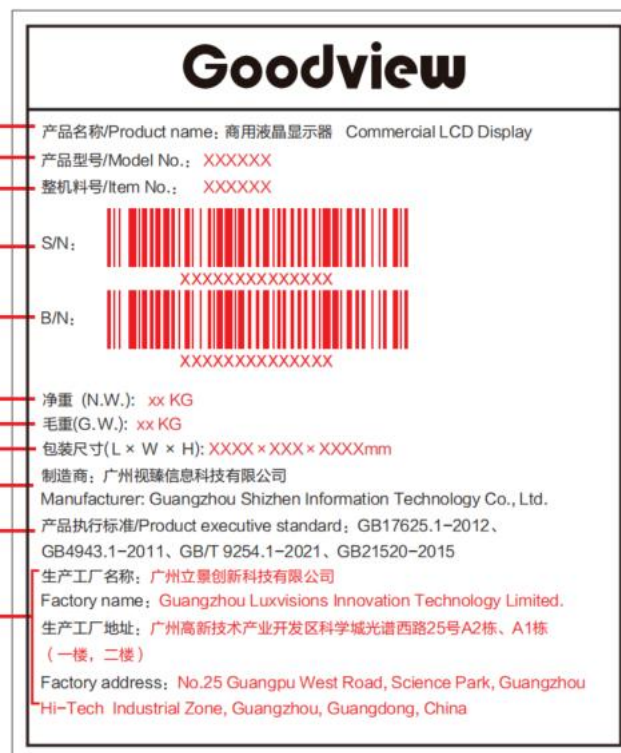 Goodview
产品名称/Product name：商用液晶显示器 Commercial LCD Display
产品型号/Model No.： XXXXXX
整机料号/Item No.： XXXXXX
S/N：
XXXXXXXXXXXXXX
B/N：
XXXXXXXXXXXXXX
净重 (N.W.): xx KG
毛重(G.W.): xx KG
包装尺寸(L × W × H): XXXX×XXX×XXXXmm
制造商：广州视臻信息科技有限公司
Manufacturer: Guangzhou Shizhen Information Technology Co., Ltd.
产品执行标准/Product executive standard：GB17625.1-2012、
GB4943.1-2011、GB/T 9254.1-2021、GB21520-2015
生产工厂名称：广州立景创新科技有限公司
Factory name：Guangzhou Luxvisions Innovation Technology Limited.
生产工厂地址：广州高新技术产业开发区科学城光谱西路25号A2栋、A1栋
（一楼，二楼）
Factory address：No.25 Guangpu West Road, Science Park, Guangzhou
Hi-Tech Industrial Zone, Guangzhou, Guangdong, China